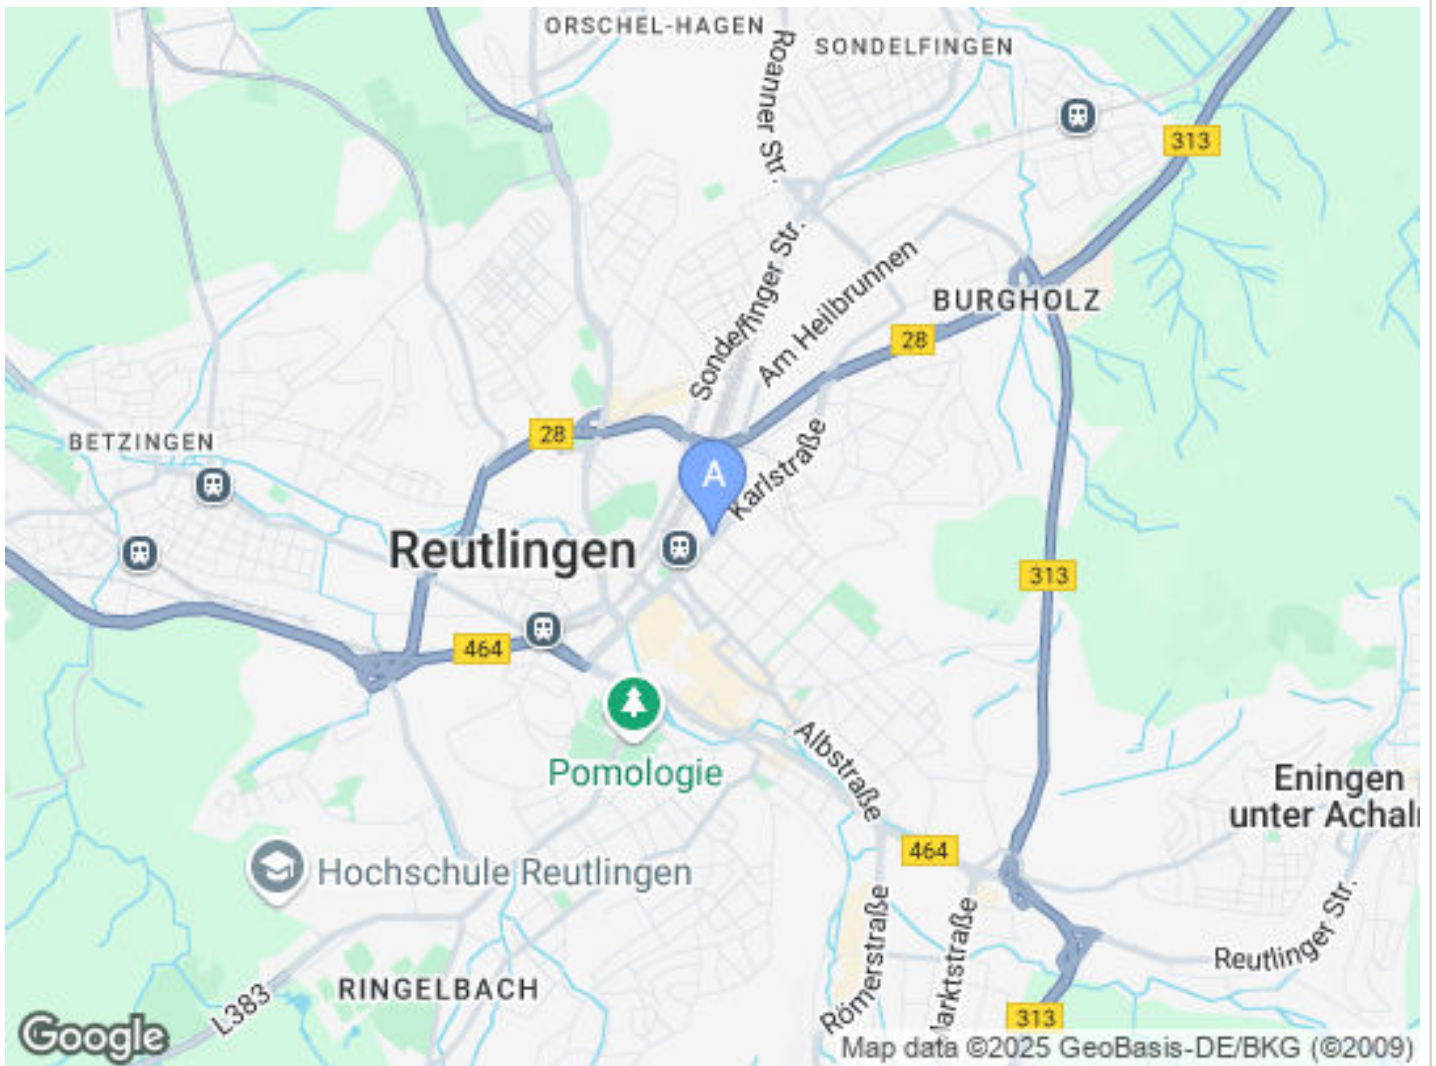 ORSCHEL-HAGEN
SONDELFINGEN
Roanner Str.
313
Sondelfinger Str.
Am Heilbrunnen
BURGHOLZ
28
BETZINGEN
28
A
Karlstraße
Reutlingen
313
464
Pomologie
Albstraße
Eningen
unter Achal
464
Hochschule Reutlingen
Römerstraße
Marktstraße
Reutlinger Str.
RINGELBACH
L383
313
Google
Map data ©2025 GeoBasis-DE/BKG (©2009)